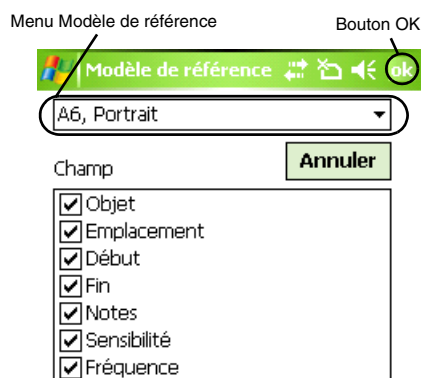 Menu Modèle de référence
Bouton OK
Modèle de référence
ok
A6, Portrait
Champ
Annuler
Objet
Emplacement
Début
Fin
Notes
Sensibilité
Fréquence